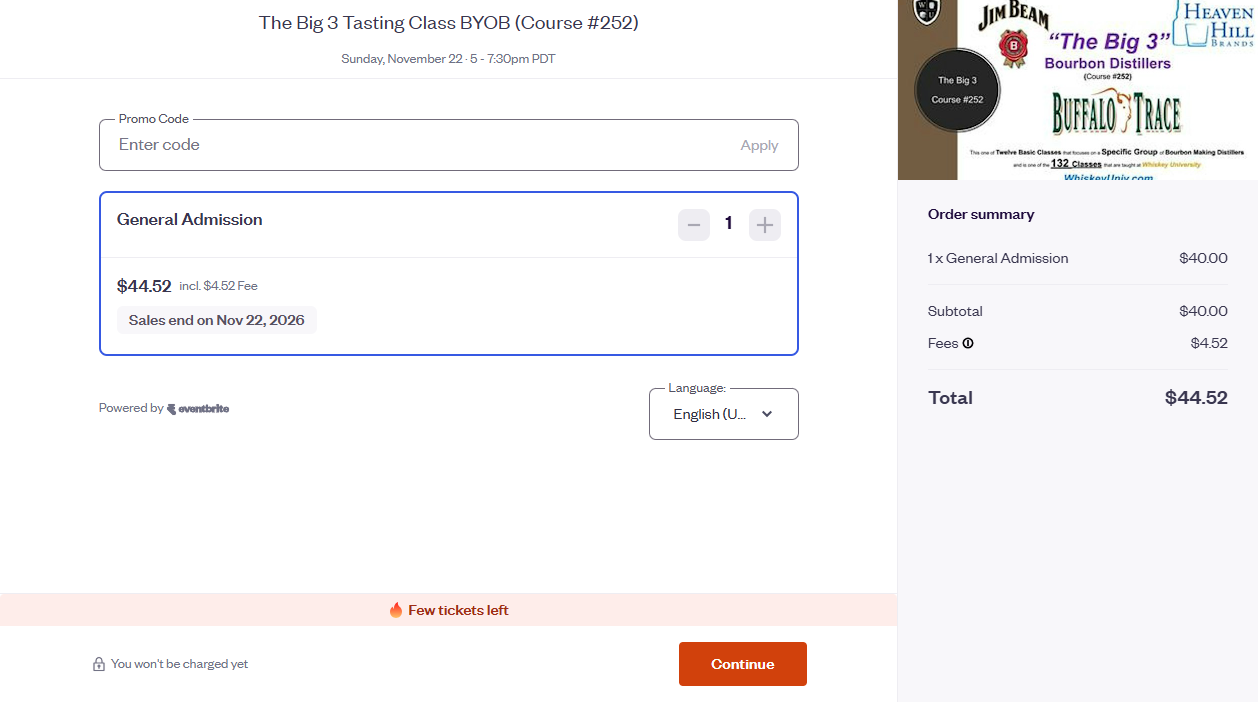 The Big 3 Tasting Class BYOB (Course #252)
Sunday, November 22 · 5 - 7:30pm PDT
Promo Code
Enter code
Apply
General Admission
1
$44.52 incl. $4.52 Fee
Sales end on Nov 22, 2026
Powered by eventbrite
Language:
English (U...
Few tickets left
You won't be charged yet
Continue
W U
JIM BEAM
B
HEAVEN
HILL
BRANDS
"The Big 3"
Bourbon Distillers
(Course #252)
The Big 3
Course #252
BUFFALO TRACE
This one of Twelve Basic Classes that focuses on a Specific Group of Bourbon Making Distillers
and is one of the 132 Classes that are taught at Whiskey University
WhiskeyUniv.com
Order summary
1 x General Admission $40.00
Subtotal $40.00
Fees $4.52
Total $44.52